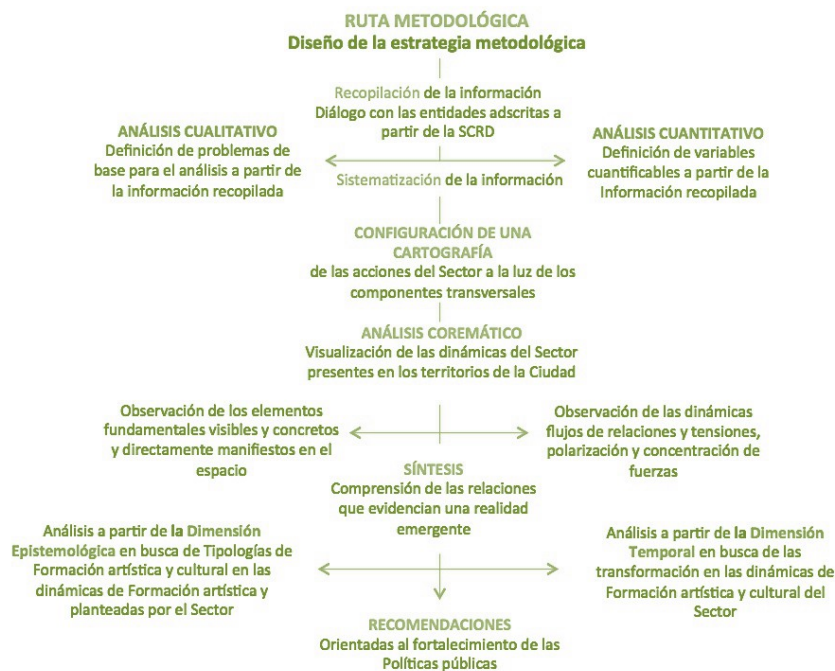 RUTA METODOLÓGICA
Diseño de la estrategia metodológica
Recopilación de la información
Diálogo con las entidades adscritas a
partir de la SCRD
ANÁLISIS CUALITATIVO
Definición de problemas de
base para el análisis a partir de
la información recopilada
ANÁLISIS CUANTITATIVO
Definición de variables
cuantificables a partir de la
Información recopilada
Sistematización de la información
CONFIGURACIÓN DE UNA
CARTOGRAFÍA
de las acciones del Sector a la luz de los
componentes transversales
ANÁLISIS COREMÁTICO
Visualización de las dinámicas del Sector
presentes en los territorios de la Ciudad
Observación de los elementos
fundamentales visibles y concretos
y directamente manifiestos en el
espacio
Observación de las dinámicas
flujos de relaciones y tensiones,
polarización y concentración de
fuerzas
SÍNTESIS
Comprensión de las relaciones
que evidencian una realidad
emergente
Análisis a partir de la Dimensión
Epistemológica en busca de Tipologías de
Formación artística y cultural en las
dinámicas de Formación artística y
planteadas por el Sector
Análisis a partir de la Dimensión
Temporal en busca de las
transformación en las dinámicas de
Formación artística y cultural del
Sector
RECOMENDACIONES
Orientadas al fortalecimiento de las
Políticas públicas